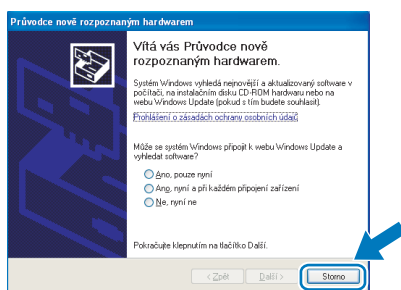 Průvodce nově rozpoznaným hardwarem
Vítá vás Průvodce nově
rozpoznaným hardwarem.
Systém Windows vyhledá nejnovější a aktualizovaný software v
počítači, na instalačním disku CD-ROM hardwaru nebo na
webu Windows Update (pokud s tím budete souhlasit).
Prohlášení o zásadách ochrany osobních údajů
Může se systém Windows připojit k webu Windows Update a
vyhledat software?
Ano, pouze nyní
Ano, nyní a při každém připojení zařízení
Ne, nyní ne
Pokračujte klepnutím na tlačítko Další.
< Zpět
Další >
Storno